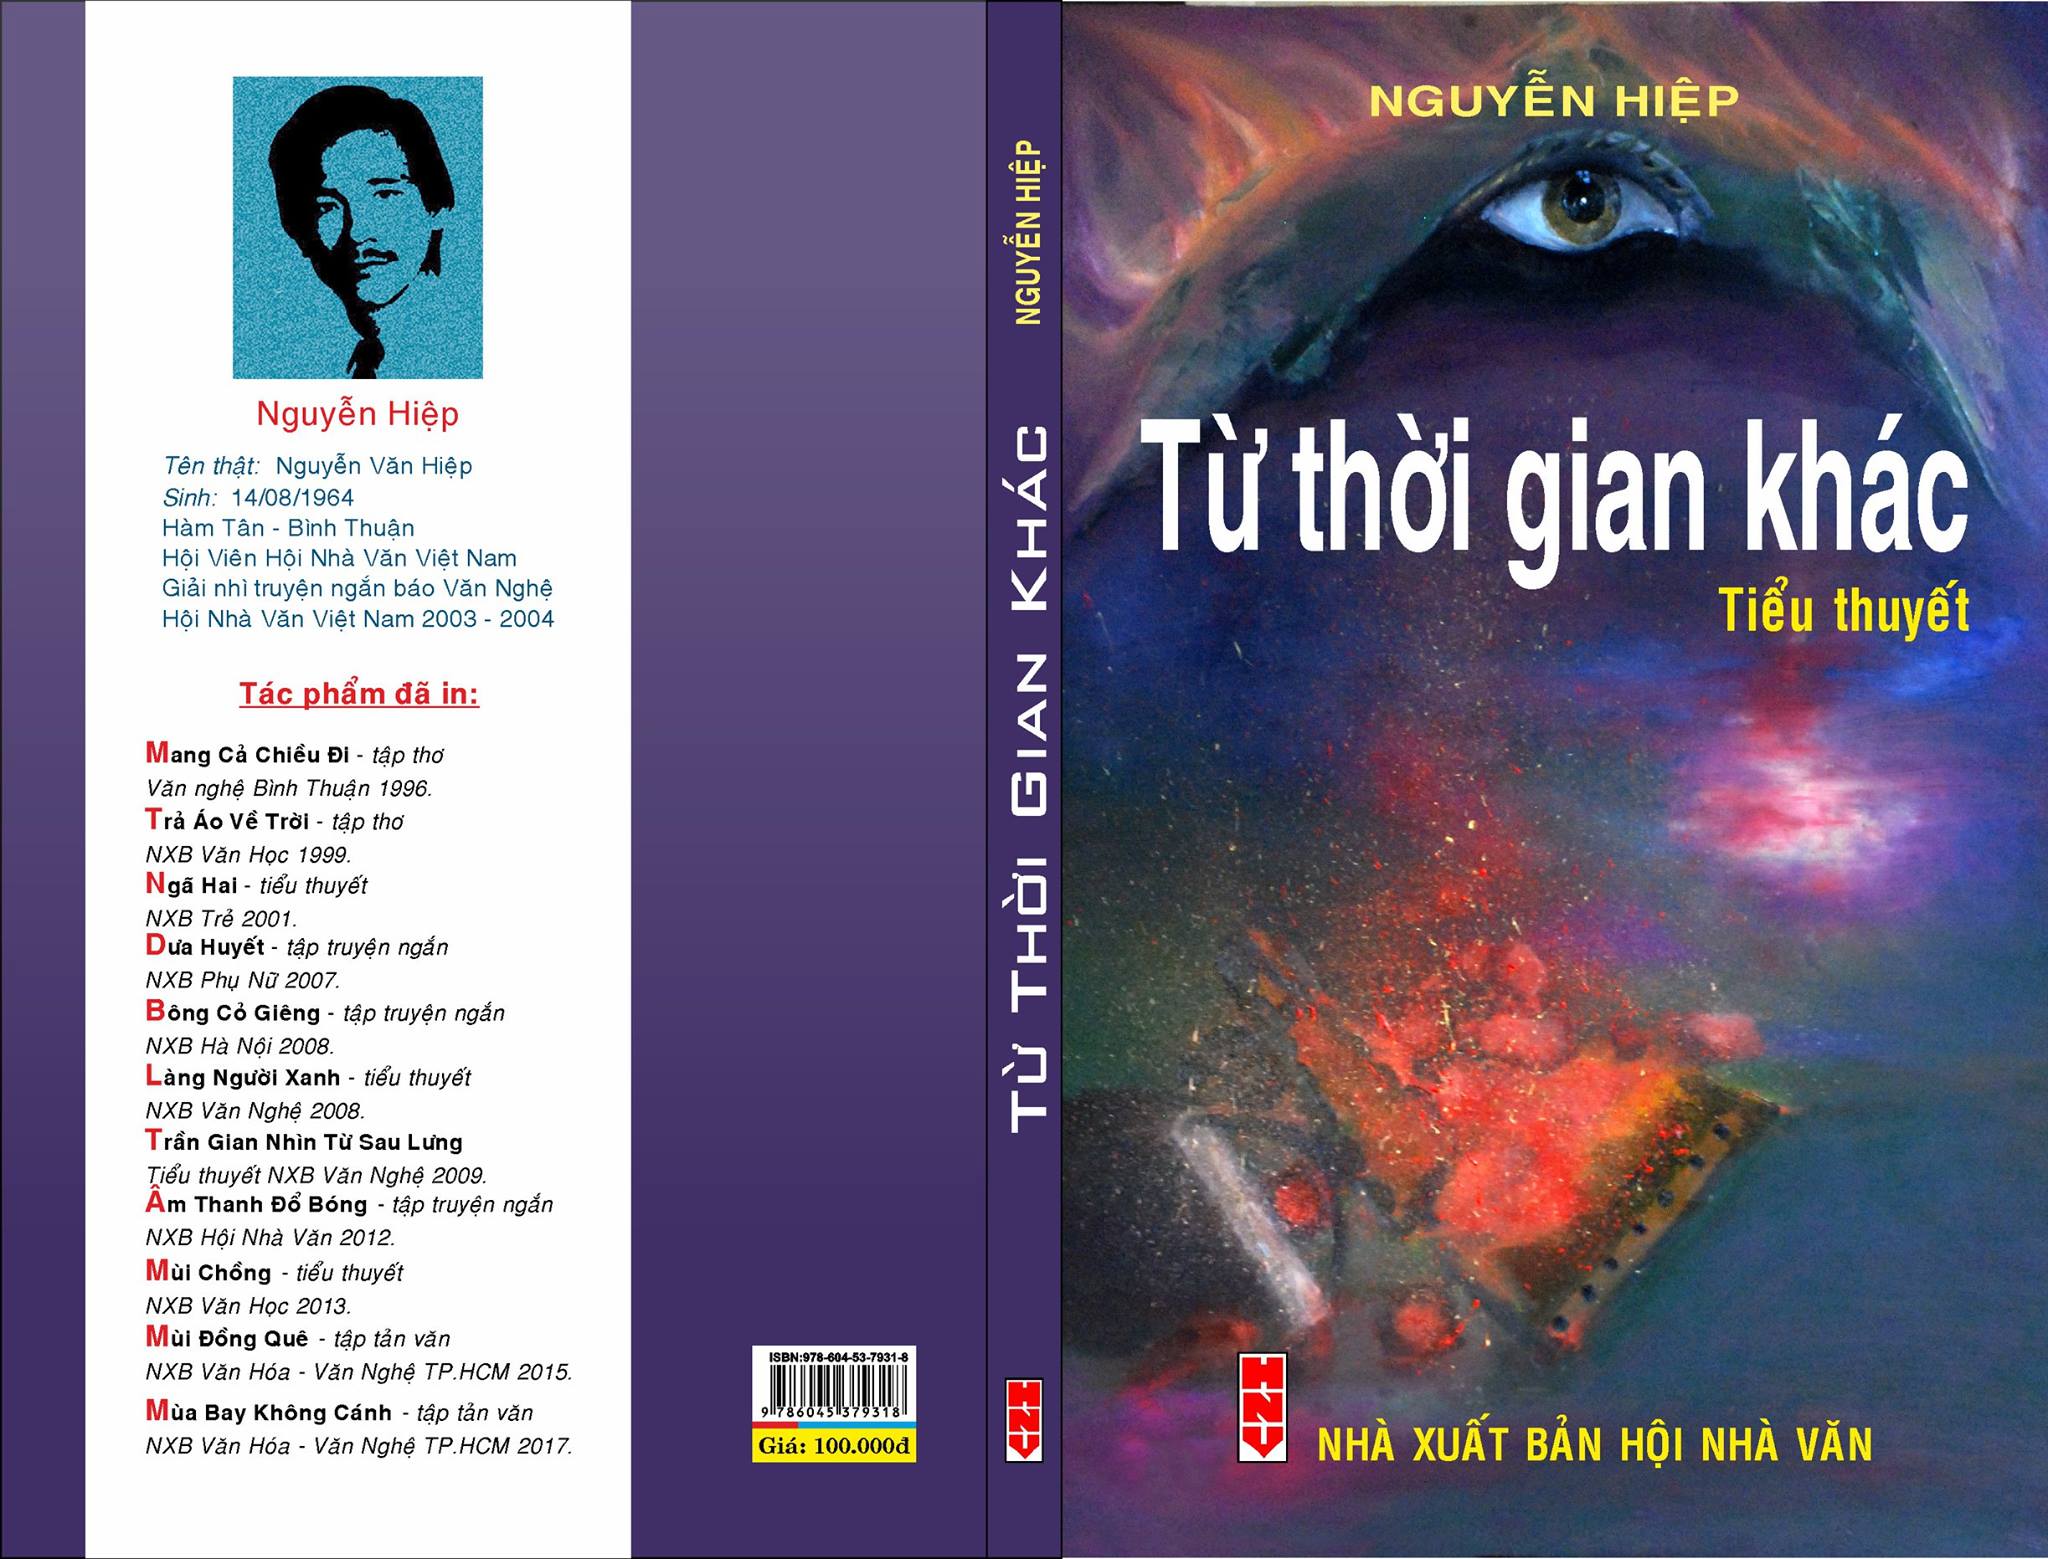 Nguyễn Hiệp
Tên thật: Nguyễn Văn Hiệp
Sinh: 14/08/1964
Hàm Tân - Bình Thuận
Hội Viên Hội Nhà Văn Việt Nam
Giải nhì truyện ngắn báo Văn Nghệ
Hội Nhà Văn Việt Nam 2003 - 2004
Tác phẩm đã in:
Mang Cả Chiều Đi - tập thơ
Văn nghệ Bình Thuận 1996.
Trả Áo Về Trời - tập thơ
NXB Văn Học 1999.
Ngã Hai - tiểu thuyết
NXB Trẻ 2001.
Dưa Huyết - tập truyện ngắn
NXB Phụ Nữ 2007.
Bông Cỏ Giêng - tập truyện ngắn
NXB Hà Nội 2008.
Làng Người Xanh - tiểu thuyết
NXB Văn Nghệ 2008.
Trần Gian Nhìn Từ Sau Lưng
Tiểu thuyết NXB Văn Nghệ 2009.
Âm Thanh Đổ Bóng - tập truyện ngắn
NXB Hội Nhà Văn 2012.
Mùi Chồng - tiểu thuyết
NXB Văn Học 2013.
Mùi Đồng Quê - tập tản văn
NXB Văn Hóa - Văn Nghệ TP.HCM 2015.
Mùa Bay Không Cánh - tập tản văn
NXB Văn Hóa - Văn Nghệ TP.HCM 2017.
ISBN:978-604-53-7931-8
9 786045 379318
Giá: 100.000đ
NGUYỄN HIỆP
TỪ THỜI GIAN KHÁC
NGUYỄN HIỆP
Từ thời gian khác
Tiểu thuyết
NHÀ XUẤT BẢN HỘI NHÀ VĂN